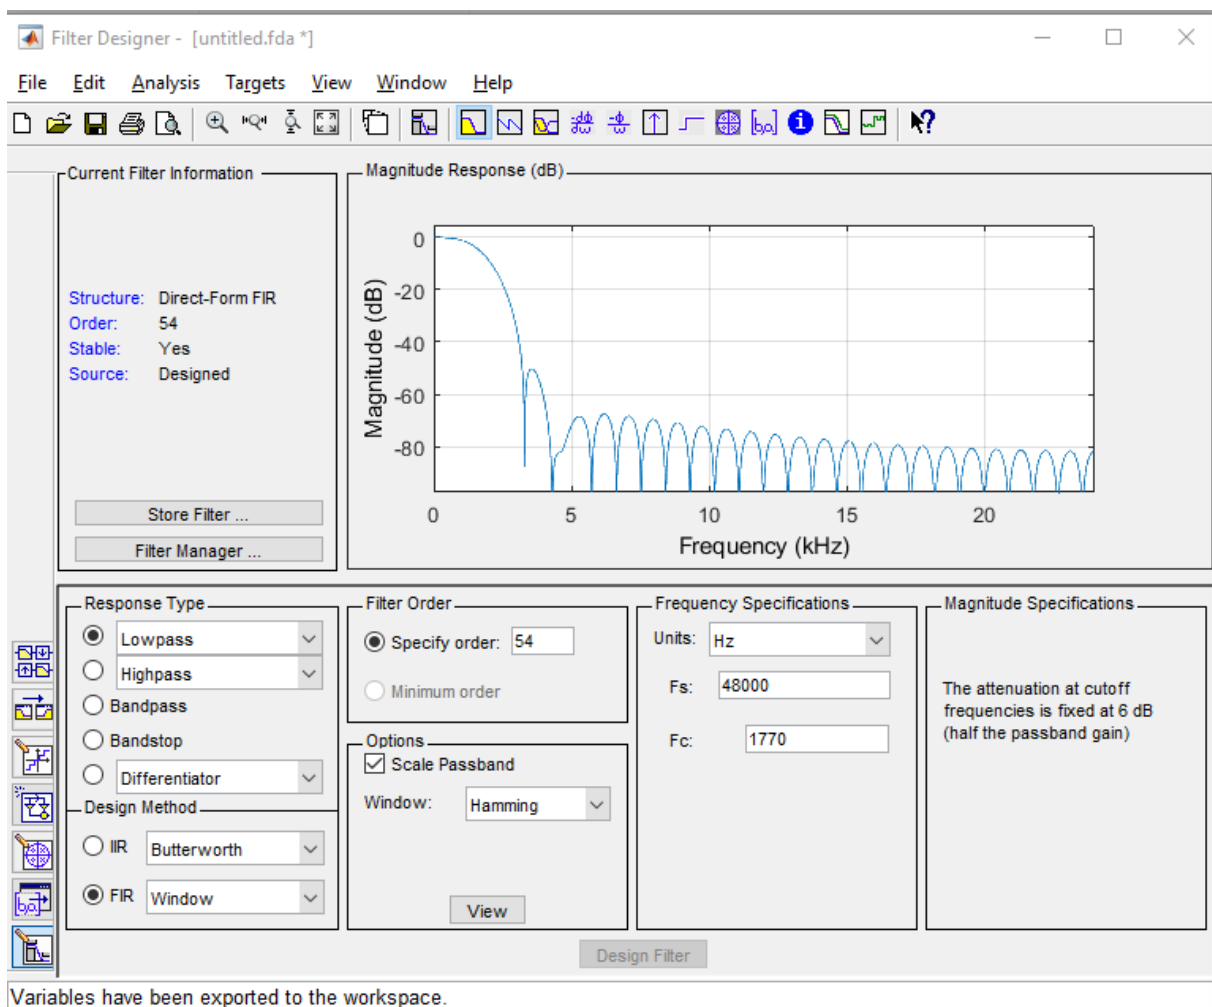 Filter Designer - [untitled.fda *]
File Edit Analysis Targets View Window Help
Current Filter Information
Structure: Direct-Form FIR
Order: 54
Stable: Yes
Source: Designed
Store Filter ...
Filter Manager ...
Magnitude Response (dB)
0
-20
-40
-60
-80
Magnitude (dB)
0 5 10 15 20
Frequency (kHz)
Response Type
Lowpass
Highpass
Bandpass
Bandstop
Differentiator
Design Method
IIR Butterworth
FIR Window
Filter Order
Specify order: 54
Minimum order
Options
Scale Passband
Window: Hamming
View
Frequency Specifications
Units: Hz
Fs: 48000
Fc: 1770
Magnitude Specifications
The attenuation at cutoff
frequencies is fixed at 6 dB
(half the passband gain)
Design Filter
Variables have been exported to the workspace.